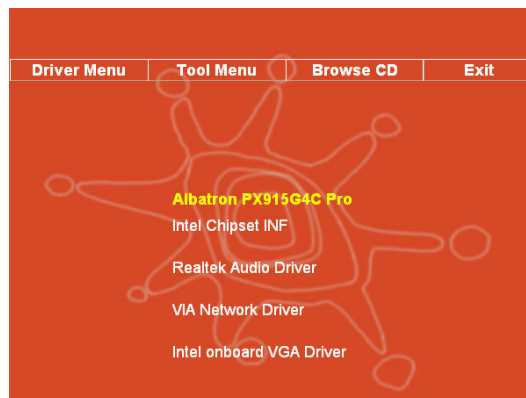 Driver Menu Tool Menu Browse CD Exit
Albatron PX915G4C Pro
Intel Chipset INF
Realtek Audio Driver
VIA Network Driver
Intel onboard VGA Driver